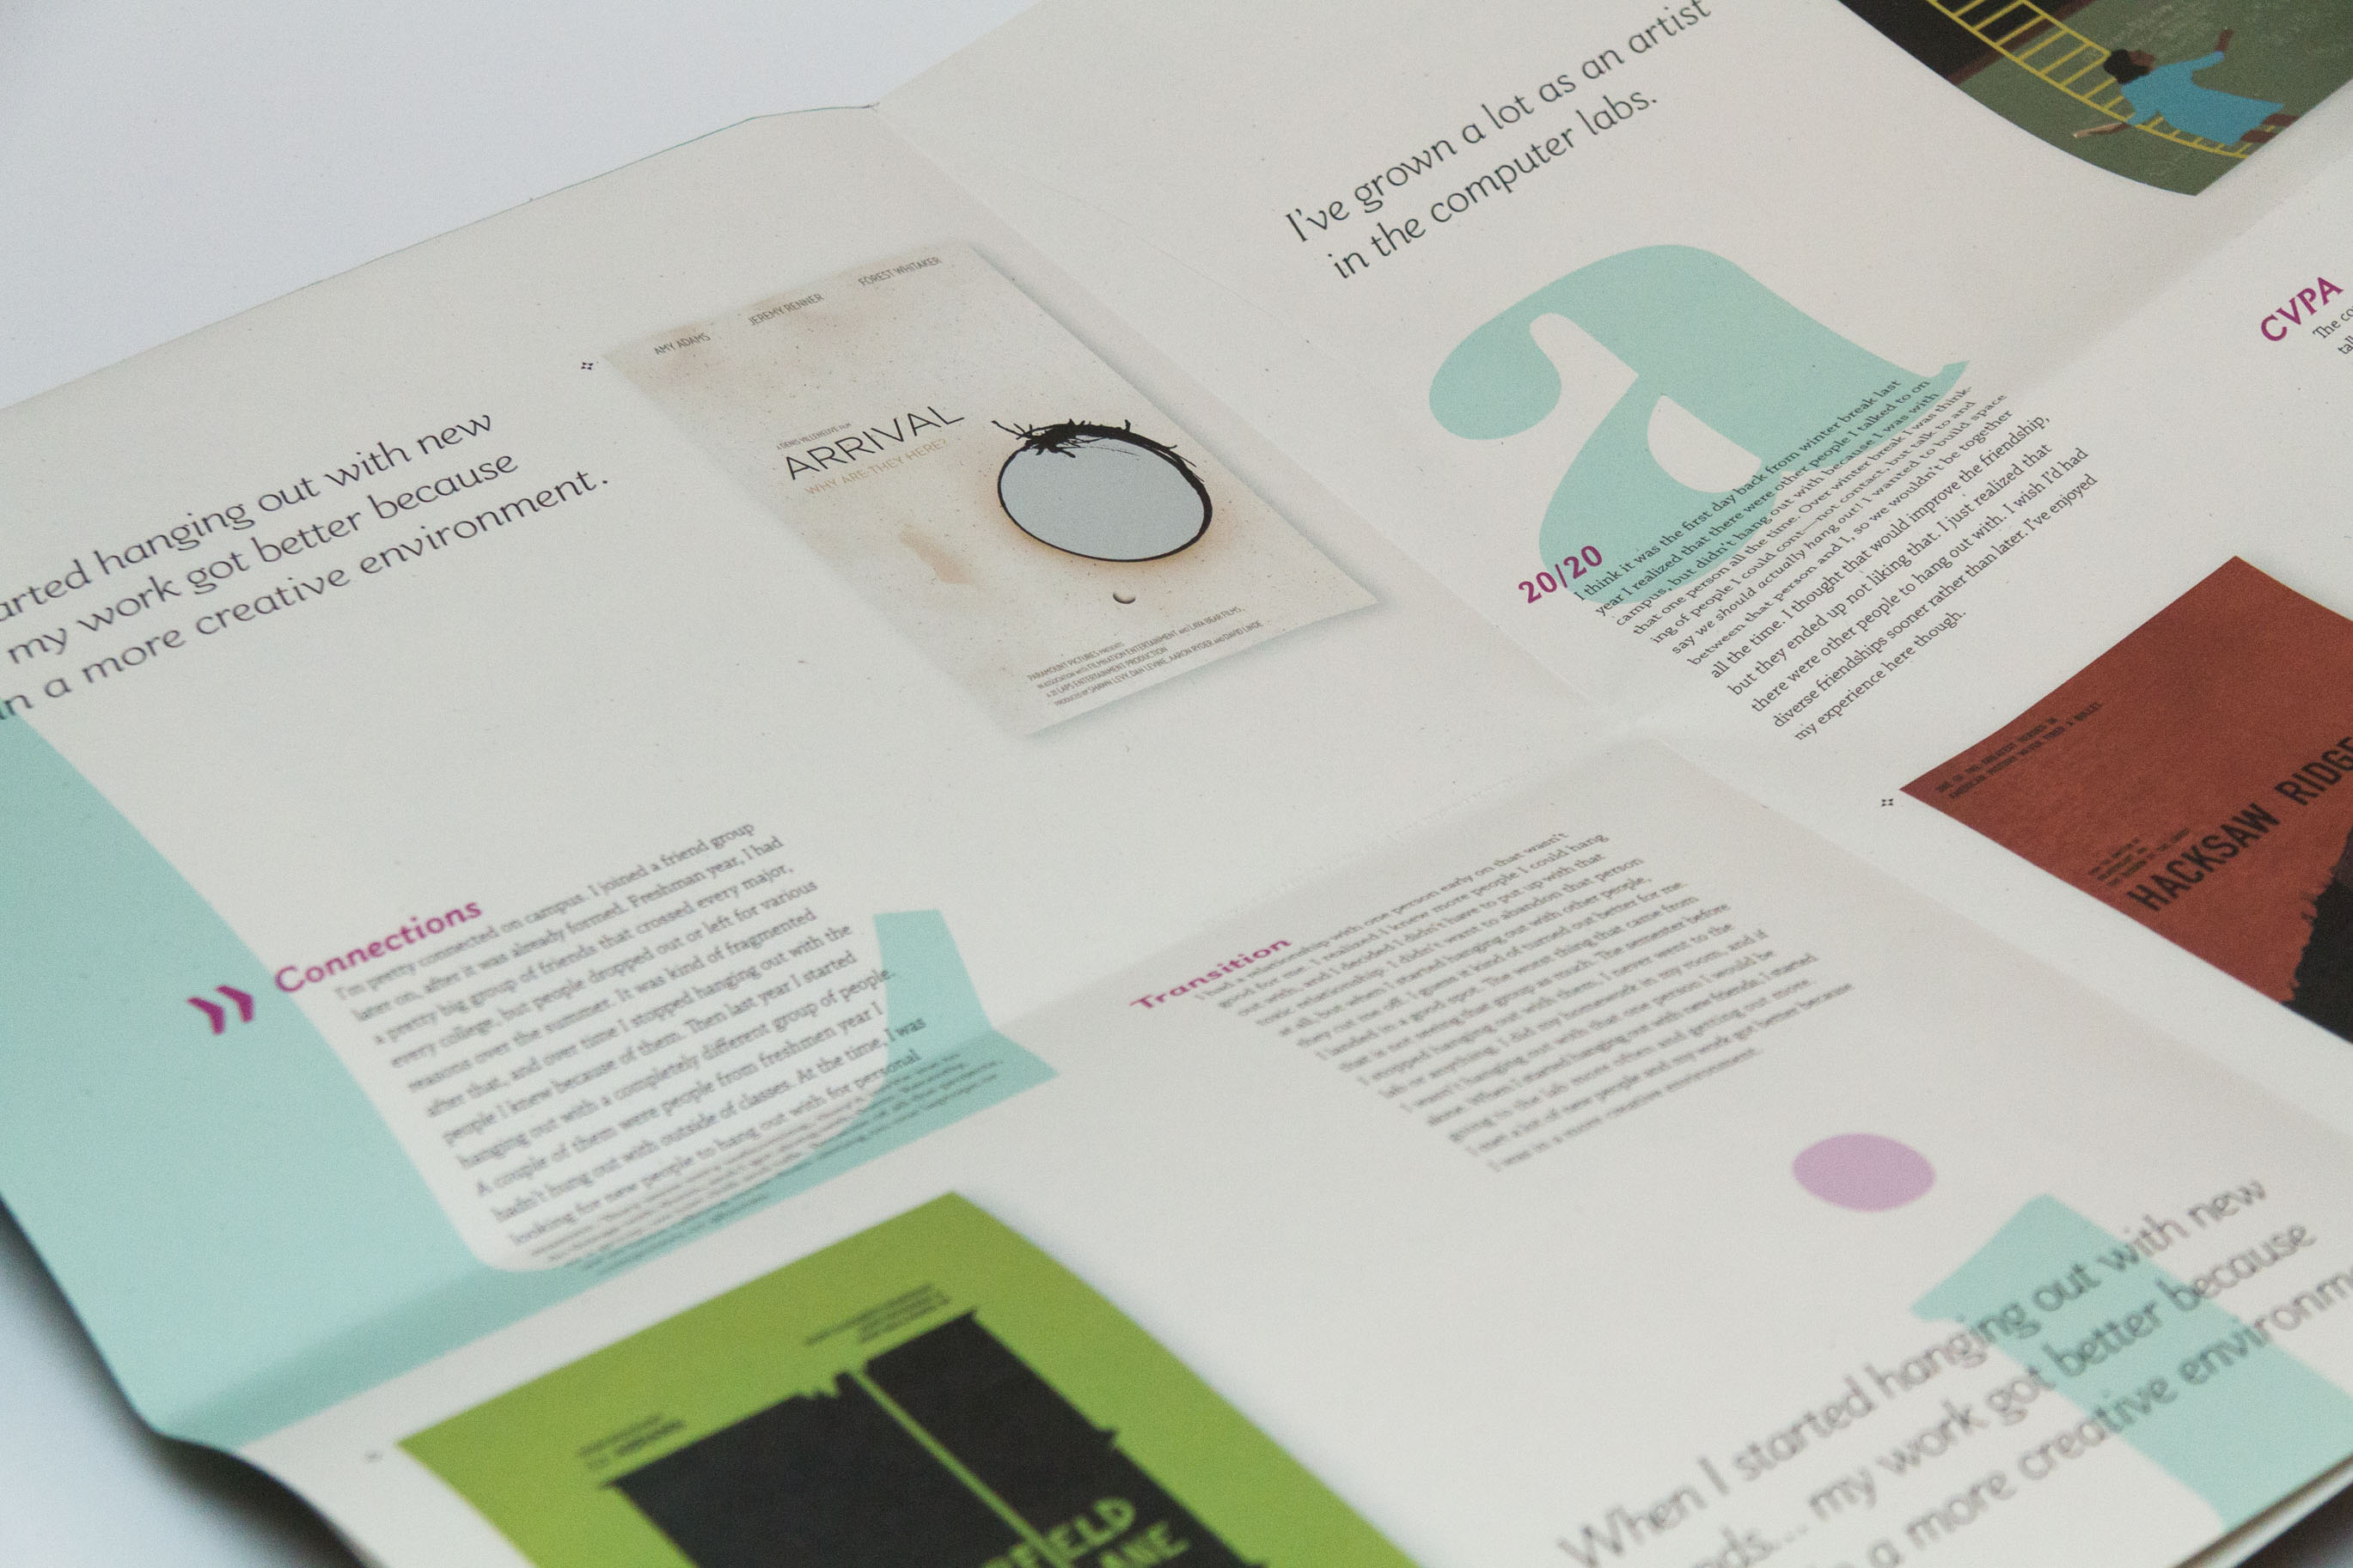 I've grown a lot as an artist
in the computer labs.
arted hanging out with new
my work got better because
in a more creative environment.
AMY ADAMS
JEREMY RENNER
FOREST WHITAKER
A DENIS VILLENEUVE FILM
ARRIVAL
WHY ARE THEY HERE?
PARAMOUNT PICTURES PRESENTS
IN ASSOCIATION WITH FILMNATION ENTERTAINMENT AND LAVA BEAR FILMS,
A 21 LAPS ENTERTAINMENT PRODUCTION
PRODUCED BY SHAWN LEVY, DAN LEVINE, AARON RYDER AND DAVID LINDE
a
CVPA
The co
tal
20/20
I think it was the first day back from winter break last
year I realized that there were other people I talked to on
campus, but didn't hang out with because I was with
that one person all the time. Over winter break I was think-
ing of people I could cont—not contact, but talk to and
say we should actually hang out! I wanted to build space
between that person and I, so we wouldn't be together
all the time. I thought that would improve the friendship,
but they ended up not liking that. I just realized that
there were other people to hang out with. I wish I'd had
diverse friendships sooner rather than later. I've enjoyed
my experience here though.
HACKSAW RIDGE
» Connections
I'm pretty connected on campus. I joined a friend group
later on, after it was already formed. Freshman year, I had
a pretty big group of friends that crossed every major,
every college, but people dropped out or left for various
reasons over the summer. It was kind of fragmented
after that, and over time I stopped hanging out with the
people I knew because of them. Then last year I started
hanging out with a completely different group of people.
A couple of them were people from freshmen year I
hadn't hung out with outside of classes. At the time, I was
looking for new people to hang out with for personal
Transition
I had a relationship with one person early on that wasn't
good for me. I realized I knew more people I could hang
out with, and I decided I didn't have to put up with that
toxic relationship. I didn't want to abandon that person
at all, but when I started hanging out with other people,
they cut me off. I guess it kind of turned out better for me.
I landed in a good spot. The worst thing that came from
that is not seeing that group as much. The semester before
I stopped hanging out with them, I never went to the
lab or anything. I did my homework in my room, and if
I wasn't hanging out with that one person I would be
alone. When I started hanging out with new friends, I started
going to the lab more often and getting out more.
I met a lot of new people and my work got better because
I was in a more creative environment.
i
When I started hanging out with new
nds... my work got better because
n a more creative environm
FIELD
LANE